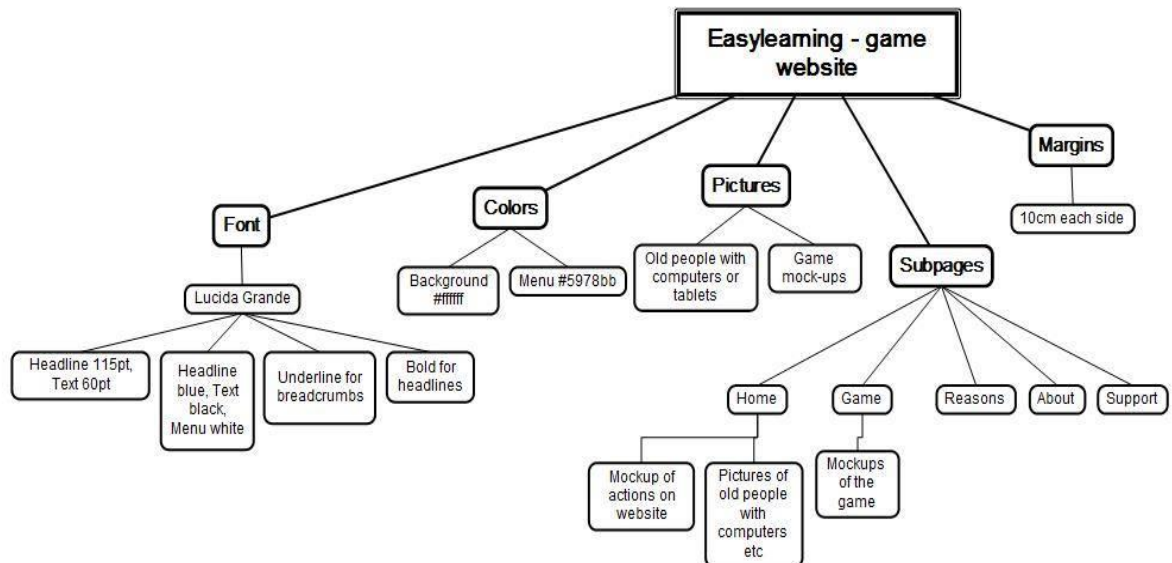 Easylearning - game
website
Margins
Pictures
Colors
Font
10cm each side
Old people with
computers or
tablets
Game
mock-ups
Subpages
Background
#ffffff
Menu #5978bb
Lucida Grande
Headline 115pt,
Text 60pt
Headline
blue, Text
black,
Menu white
Underline for
breadcrumbs
Bold for
headlines
Home
Game
Reasons
About
Support
Mockup of
actions on
website
Pictures of
old people
with
computers
etc
Mockups
of the
game